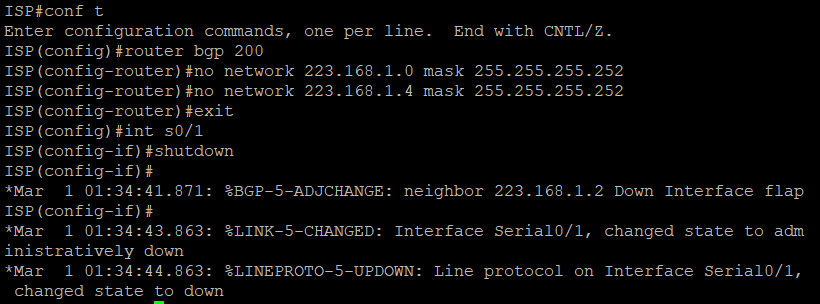 ISP#conf t
Enter configuration commands, one per line.  End with CNTL/Z.
ISP(config)#router bgp 200
ISP(config-router)#no network 223.168.1.0 mask 255.255.255.252
ISP(config-router)#no network 223.168.1.4 mask 255.255.255.252
ISP(config-router)#exit
ISP(config)#int s0/1
ISP(config-if)#shutdown
ISP(config-if)#
*Mar  1 01:34:41.871: %BGP-5-ADJCHANGE: neighbor 223.168.1.2 Down Interface flap
ISP(config-if)#
*Mar  1 01:34:43.863: %LINK-5-CHANGED: Interface Serial0/1, changed state to adm
inistratively down
*Mar  1 01:34:44.863: %LINEPROTO-5-UPDOWN: Line protocol on Interface Serial0/1,
 changed state to down